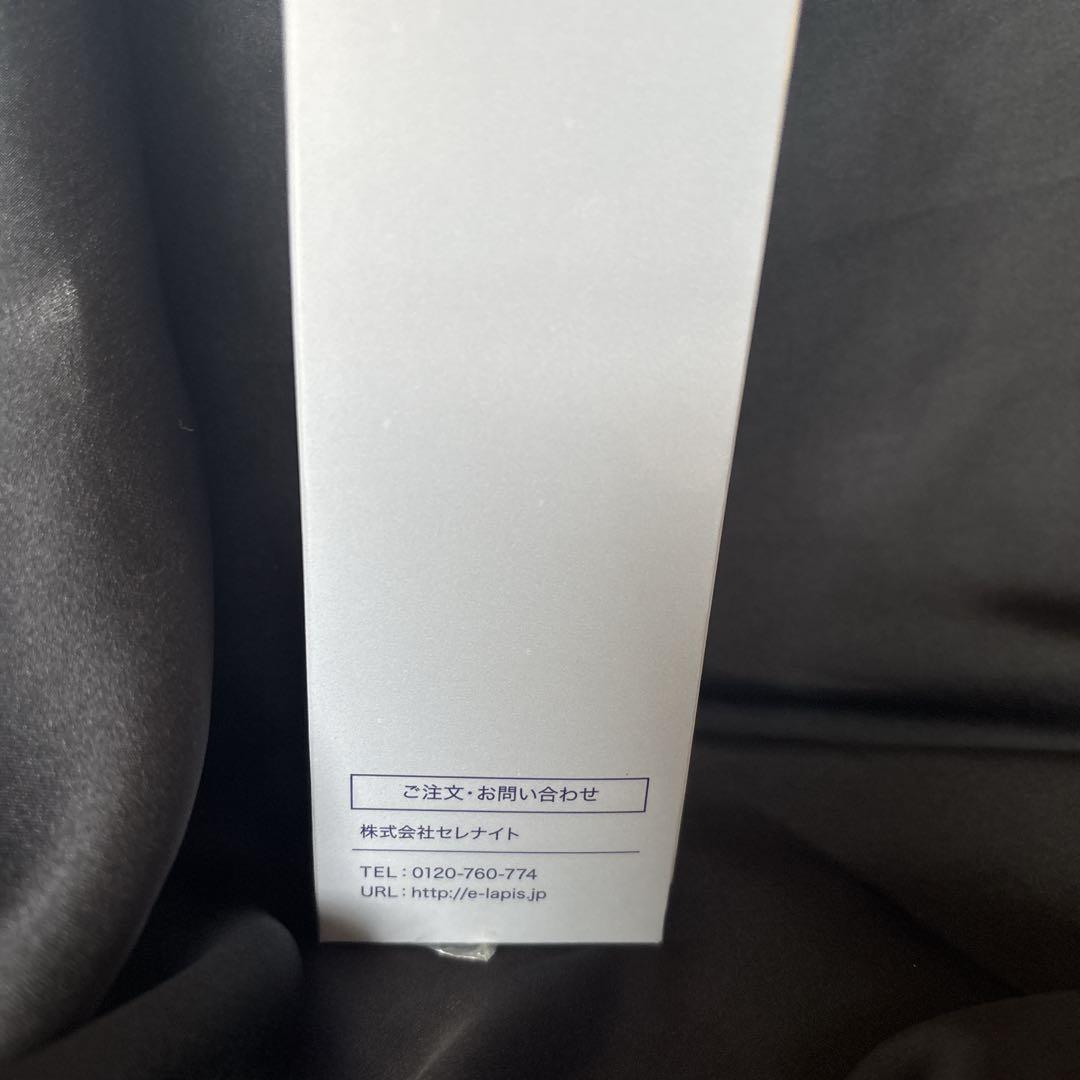 ご注文・お問い合わせ
株式会社セレナイト
TEL：0120-760-774
URL：http://e-lapis.jp